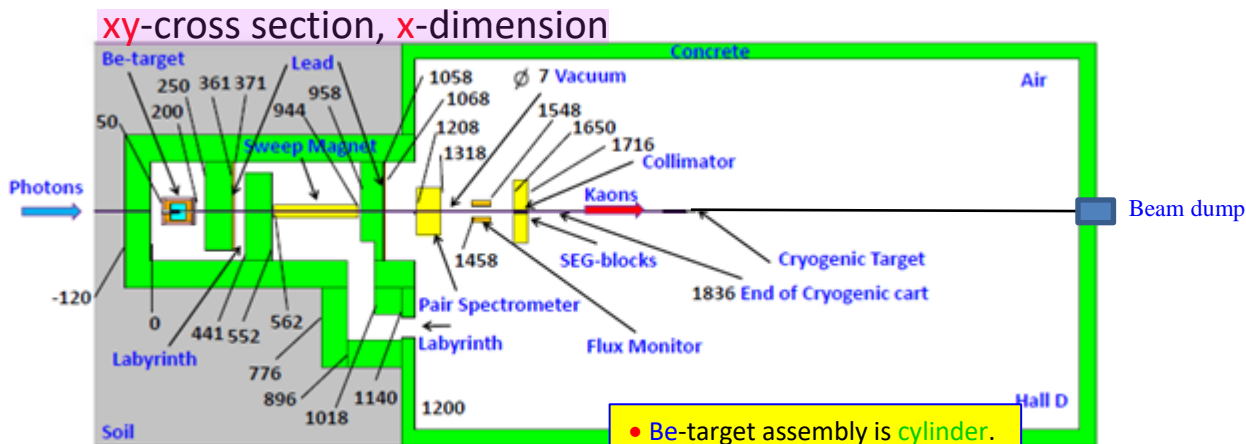 xy-cross section, x-dimension
Concrete
Be-target
Lead
250 361 371
958
944
1058
1068
Ø 7 Vacuum
Air
50
200
1208
1318
1548
1650
1716
Sweep Magnet
Collimator
Photons
Kaons
Beam dump
1458
SEG-blocks
Cryogenic Target
-120
0
441
552
562
Pair Spectrometer
1836 End of Cryogenic cart
Labyrinth
776
896
1018
1140
Labyrinth
Flux Monitor
1200
Hall D
Soil
• Be-target assembly is cylinder.